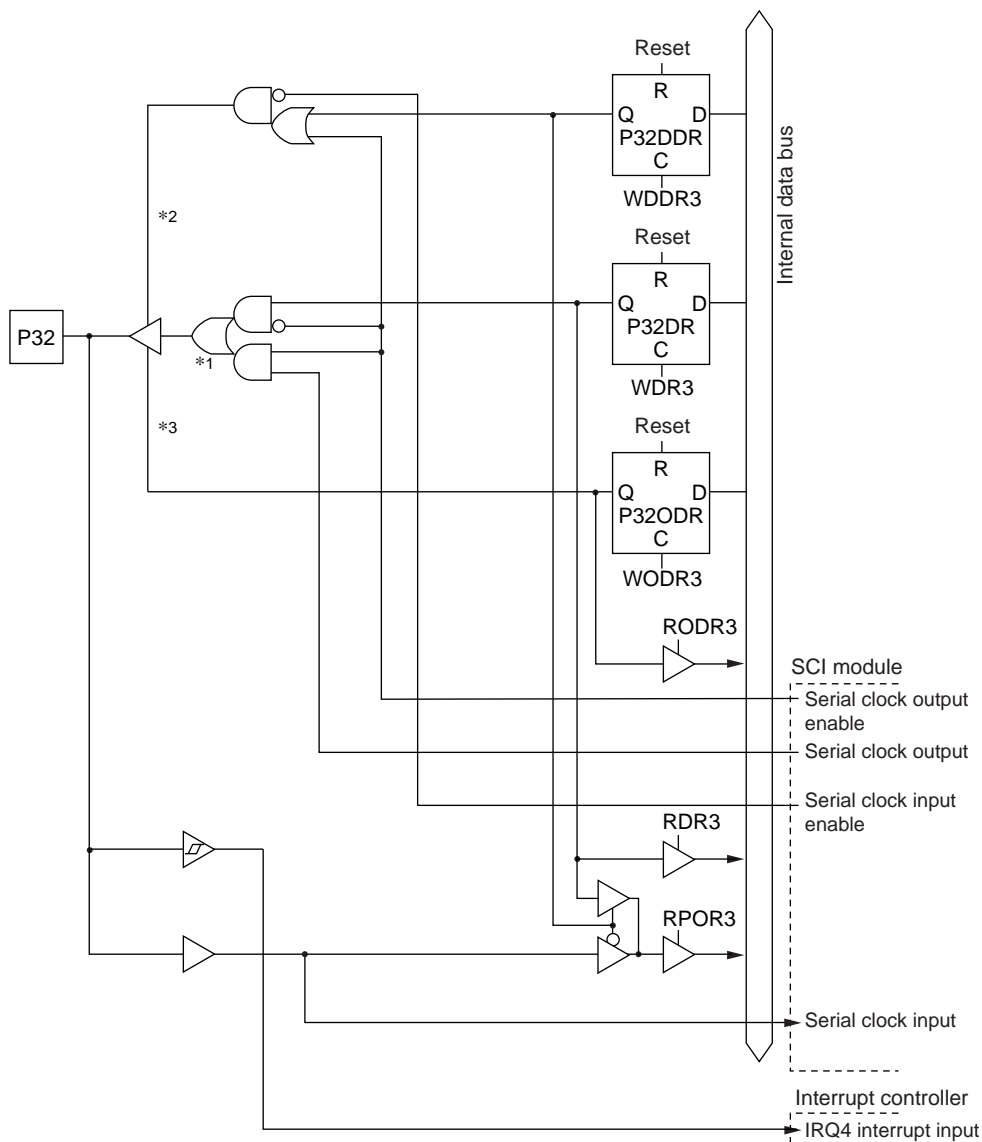 Reset
R
Q D
P32DDR
C
WDDR3
*2
Reset
R
Q D
P32DR
C
WDR3
P32
*1
*3
Reset
R
Q D
P32ODR
C
WODR3
RODR3
Internal data bus
SCI module
Serial clock output
enable
Serial clock output
Serial clock input
enable
RDR3
RPOR3
Serial clock input
Interrupt controller
IRQ4 interrupt input